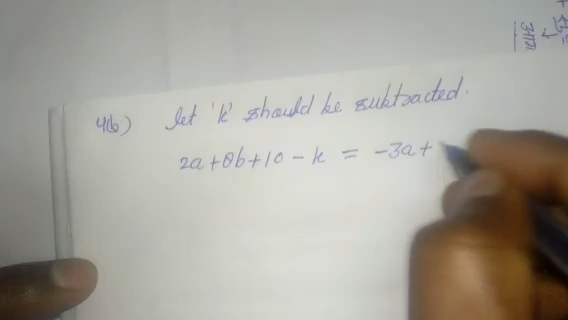 4(b) let 'k' should be subtracted.
2a + 8b + 10 - k = -3a +